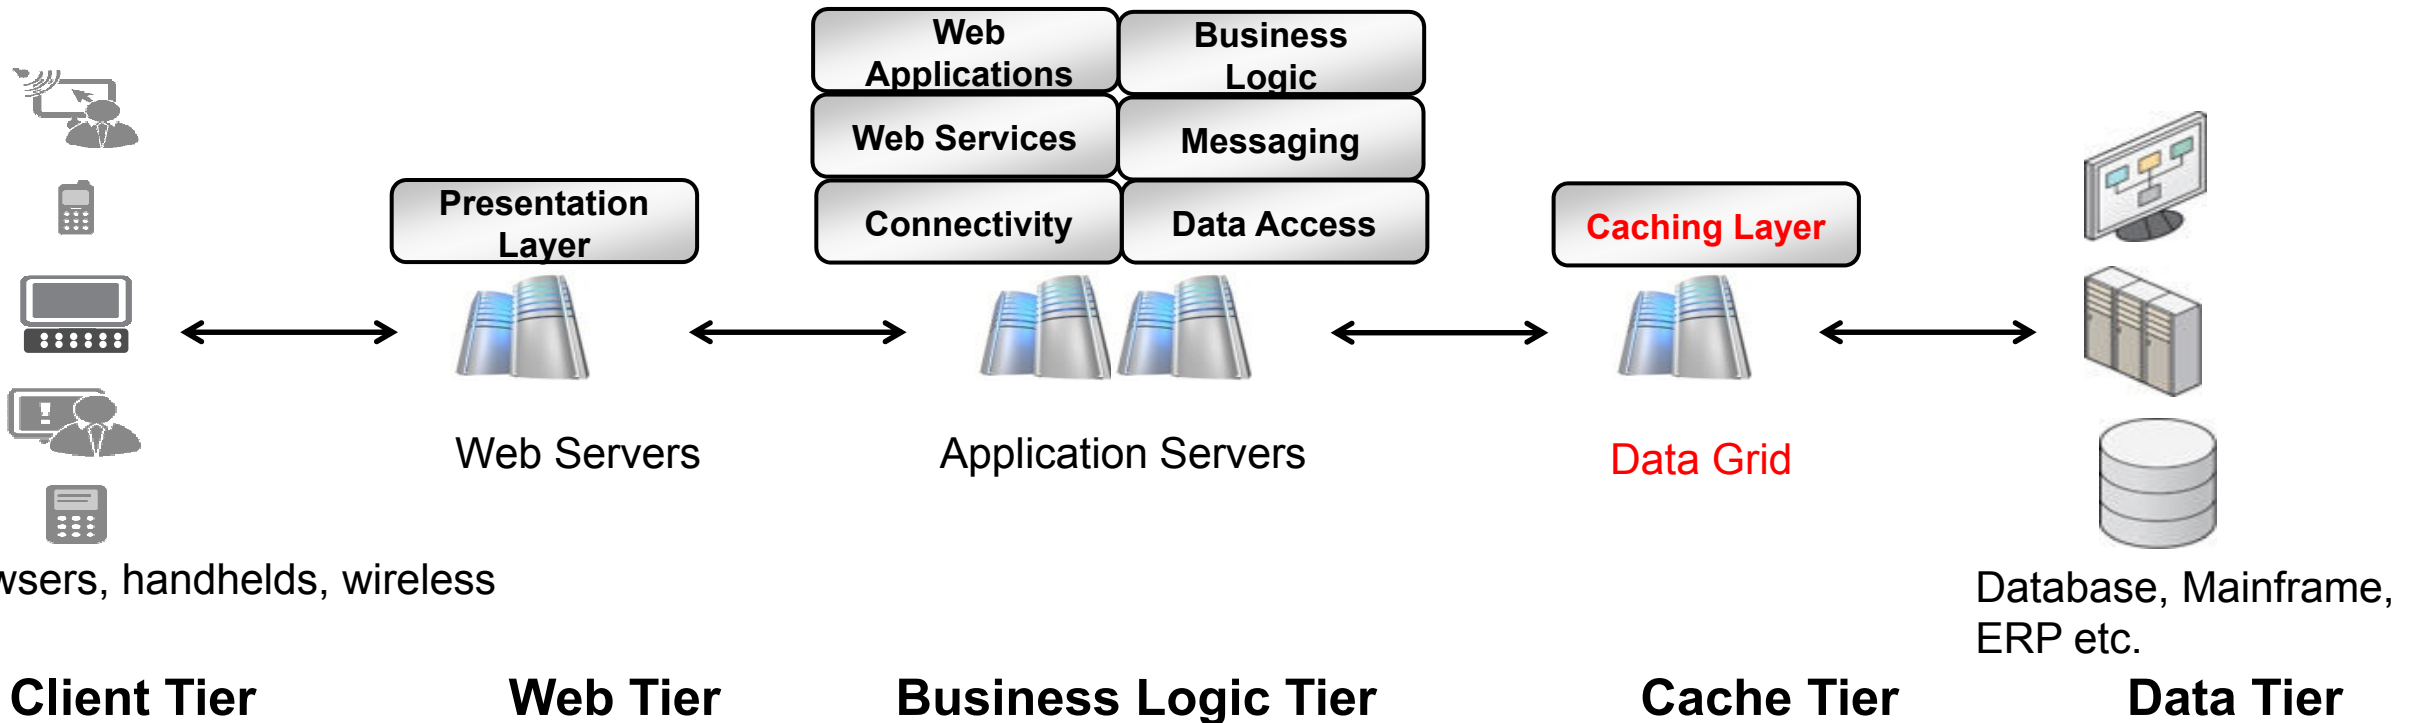 Web
Applications
Business
Logic
Web Services
Messaging
Presentation
Layer
Connectivity
Data Access
Caching Layer
Web Servers
Application Servers
Data Grid
handhelds, wireless
Database, Mainframe,
ERP etc.
Client Tier
Web Tier
Business Logic Tier
Cache Tier
Data Tier